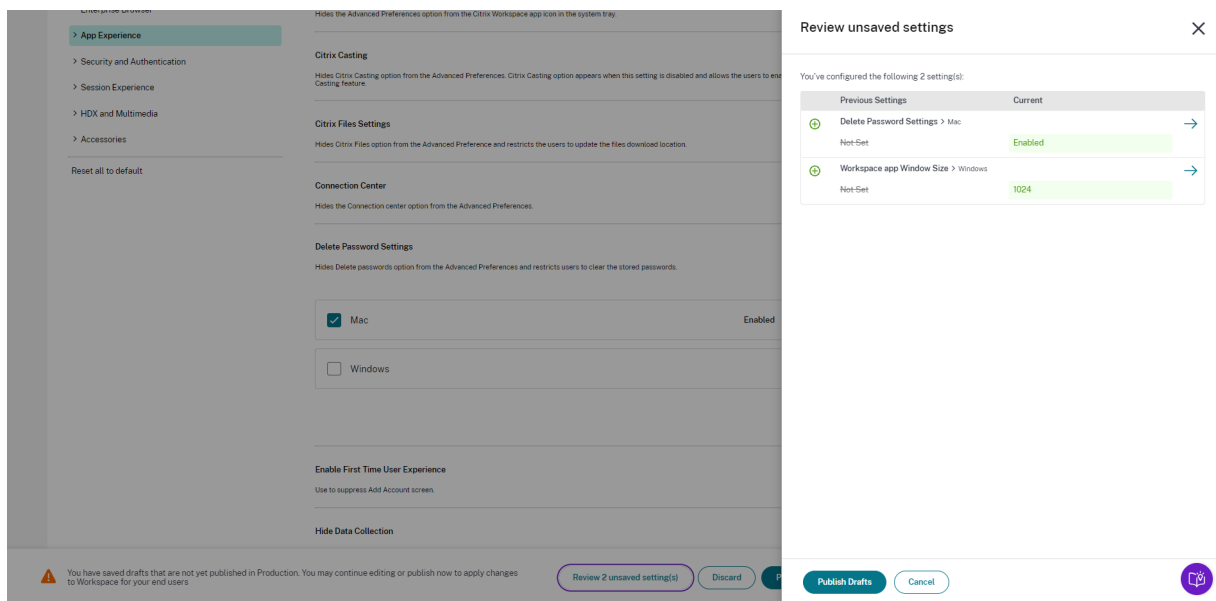 Enterprise Browser
> App Experience
> Security and Authentication
> Session Experience
> HDX and Multimedia
> Accessories
Reset all to default
Hides the Advanced Preferences option from the Citrix Workspace app icon in the system tray.
Citrix Casting
Hides Citrix Casting option from the Advanced Preferences. Citrix Casting option appears when this setting is disabled and allows the users to ena
Casting feature.
Citrix Files Settings
Hides Citrix Files option from the Advanced Preference and restricts the users to update the files download location.
Connection Center
Hides the Connection center option from the Advanced Preferences.
Delete Password Settings
Hides Delete passwords option from the Advanced Preferences and restricts users to clear the stored passwords.
Mac Enabled
Windows
Enable First Time User Experience
Use to suppress Add Account screen.
Hide Data Collection
You have saved drafts that are not yet published in Production. You may continue editing or publish now to apply changes
to Workspace for your end users
Review 2 unsaved setting(s) Discard P
Review unsaved settings
You've configured the following 2 setting(s):
Previous Settings Current
Delete Password Settings > Mac
Not Set Enabled
Workspace app Window Size > Windows
Not Set 1024
Publish Drafts Cancel